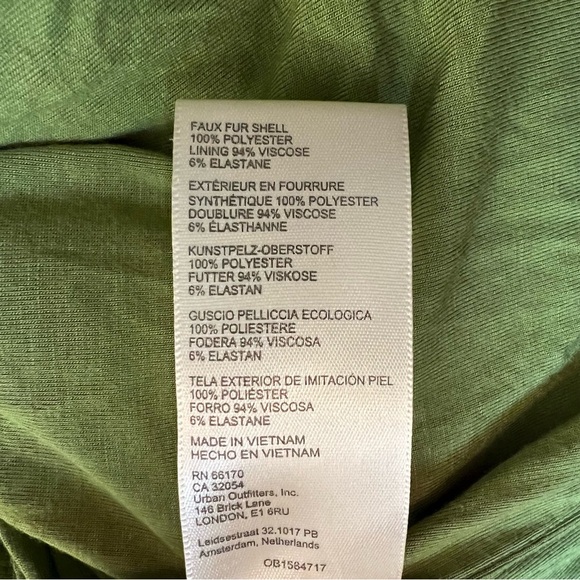 FAUX FUR SHELL
100% POLYESTER
LINING 94% VISCOSE
6% ELASTANE
EXTÉRIEUR EN FOURRURE
SYNTHÉTIQUE 100% POLYESTER
DOUBLURE 94% VISCOSE
6% ÉLASTHANNE
KUNSTPELZ-OBERSTOFF
100% POLYESTER
FUTTER 94% VISKOSE
6% ELASTAN
GUSCIO PELLICCIA ECOLOGICA
100% POLIESTERE
FODERA 94% VISCOSA
6% ELASTAN
TELA EXTERIOR DE IMITACIÓN PIEL
100% POLIÉSTER
FORRO 94% VISCOSA
6% ELASTANE
MADE IN VIETNAM
HECHO EN VIETNAM
RN 66170
CA 32054
Urban Outfitters, Inc.
146 Brick Lane
LONDON, E1 6RU
Leidsestraat 32,1017 PB
Amsterdam, Netherlands
OB1584717